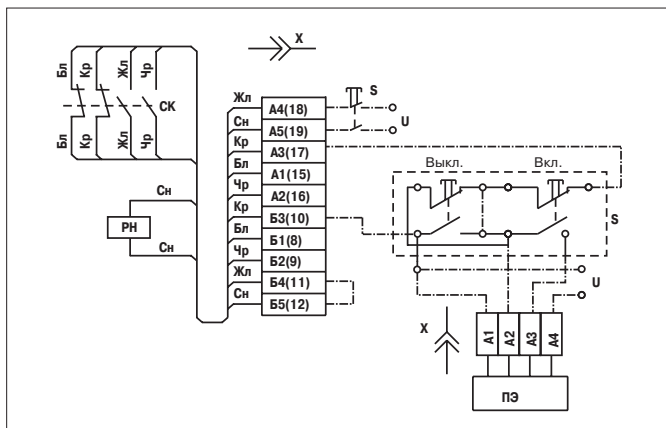 X
Бл
Кр
Жл
Чр
СК
Бл
Кр
Жл
Чр
Сн
РН
Сн
Жл
А4(18)
Сн
А5(19)
Кр
А3(17)
Бл
А1(15)
Чр
А2(16)
Кр
Б3(10)
Бл
Б1(8)
Чр
Б2(9)
Жл
Б4(11)
Сн
Б5(12)
S
U
Выкл.
Вкл.
S
U
X
А1
А2
А3
А4
ПЭ